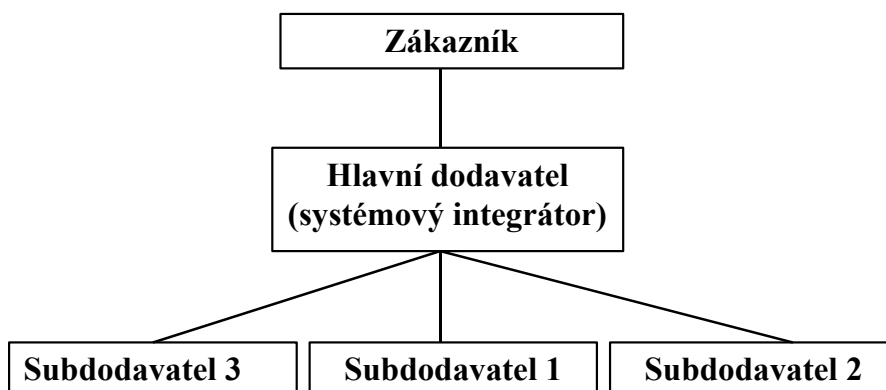 Zákazník
Hlavní dodavatel
(systémový integrátor)
Subdodavatel 3
Subdodavatel 1
Subdodavatel 2